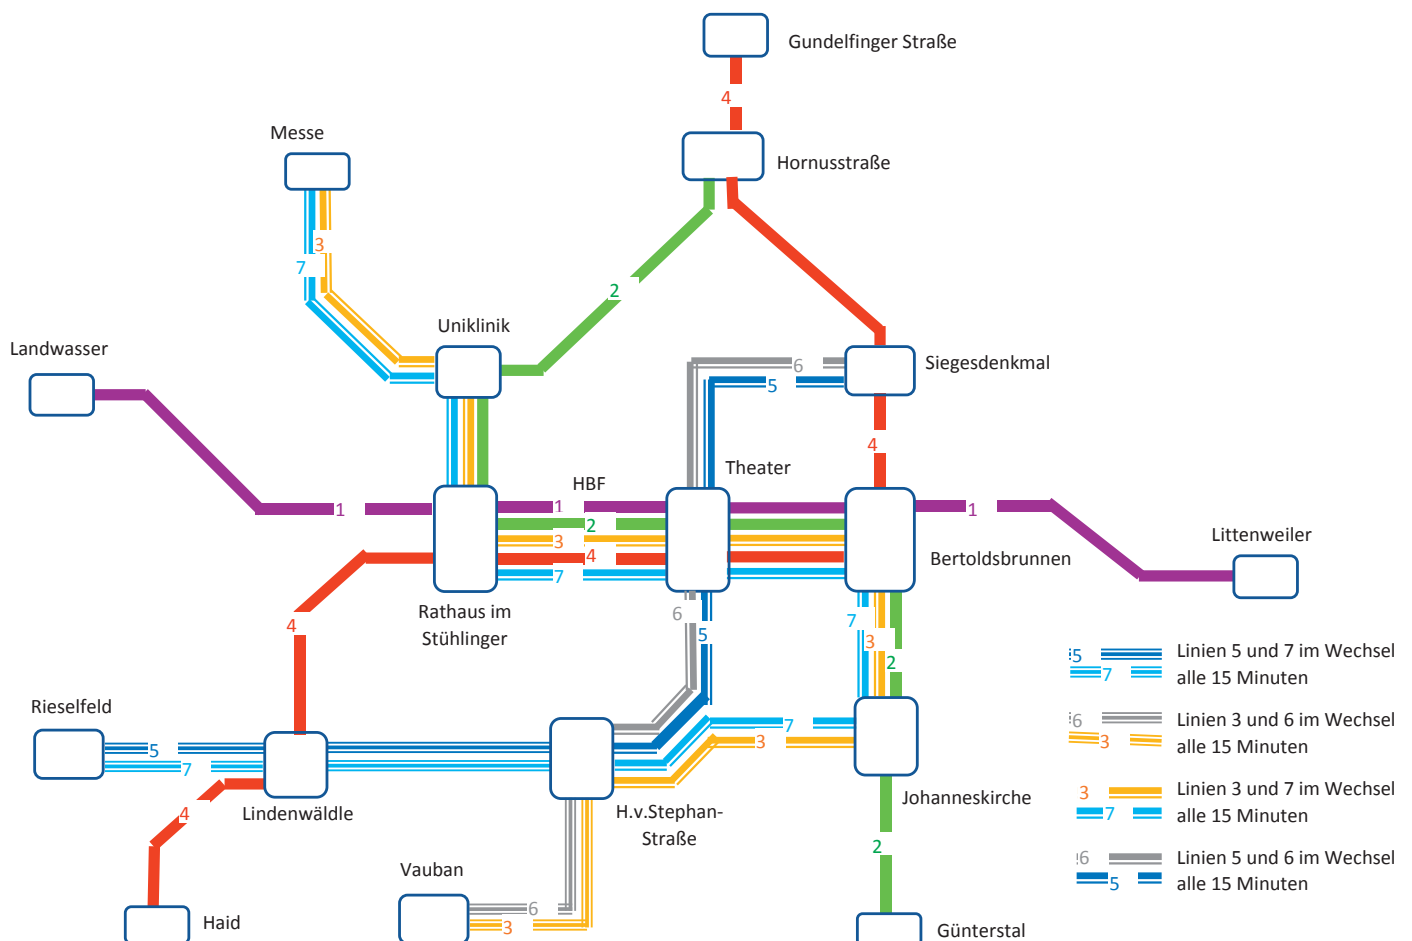 Gundelfinger Straße
4
Messe
Hornusstraße
3
7
2
Uniklinik
Landwasser
Siegesdenkmal
6
5
4
Theater
HBF
1
1
1
2
3
4
7
Littenweiler
Bertoldsbrunnen
Rathaus im
Stühlinger
6
5
7
3
2
4
5 Linien 5 und 7 im Wechsel
7 alle 15 Minuten
Rieselfeld
6 Linien 3 und 6 im Wechsel
3 alle 15 Minuten
5
7
7
3
3 Linien 3 und 7 im Wechsel
7 alle 15 Minuten
Lindenwäldle
4
H.v.Stephan-
Straße
Johanneskirche
2
6 Linien 5 und 6 im Wechsel
5 alle 15 Minuten
Vauban
6
3
Haid
Günterstal